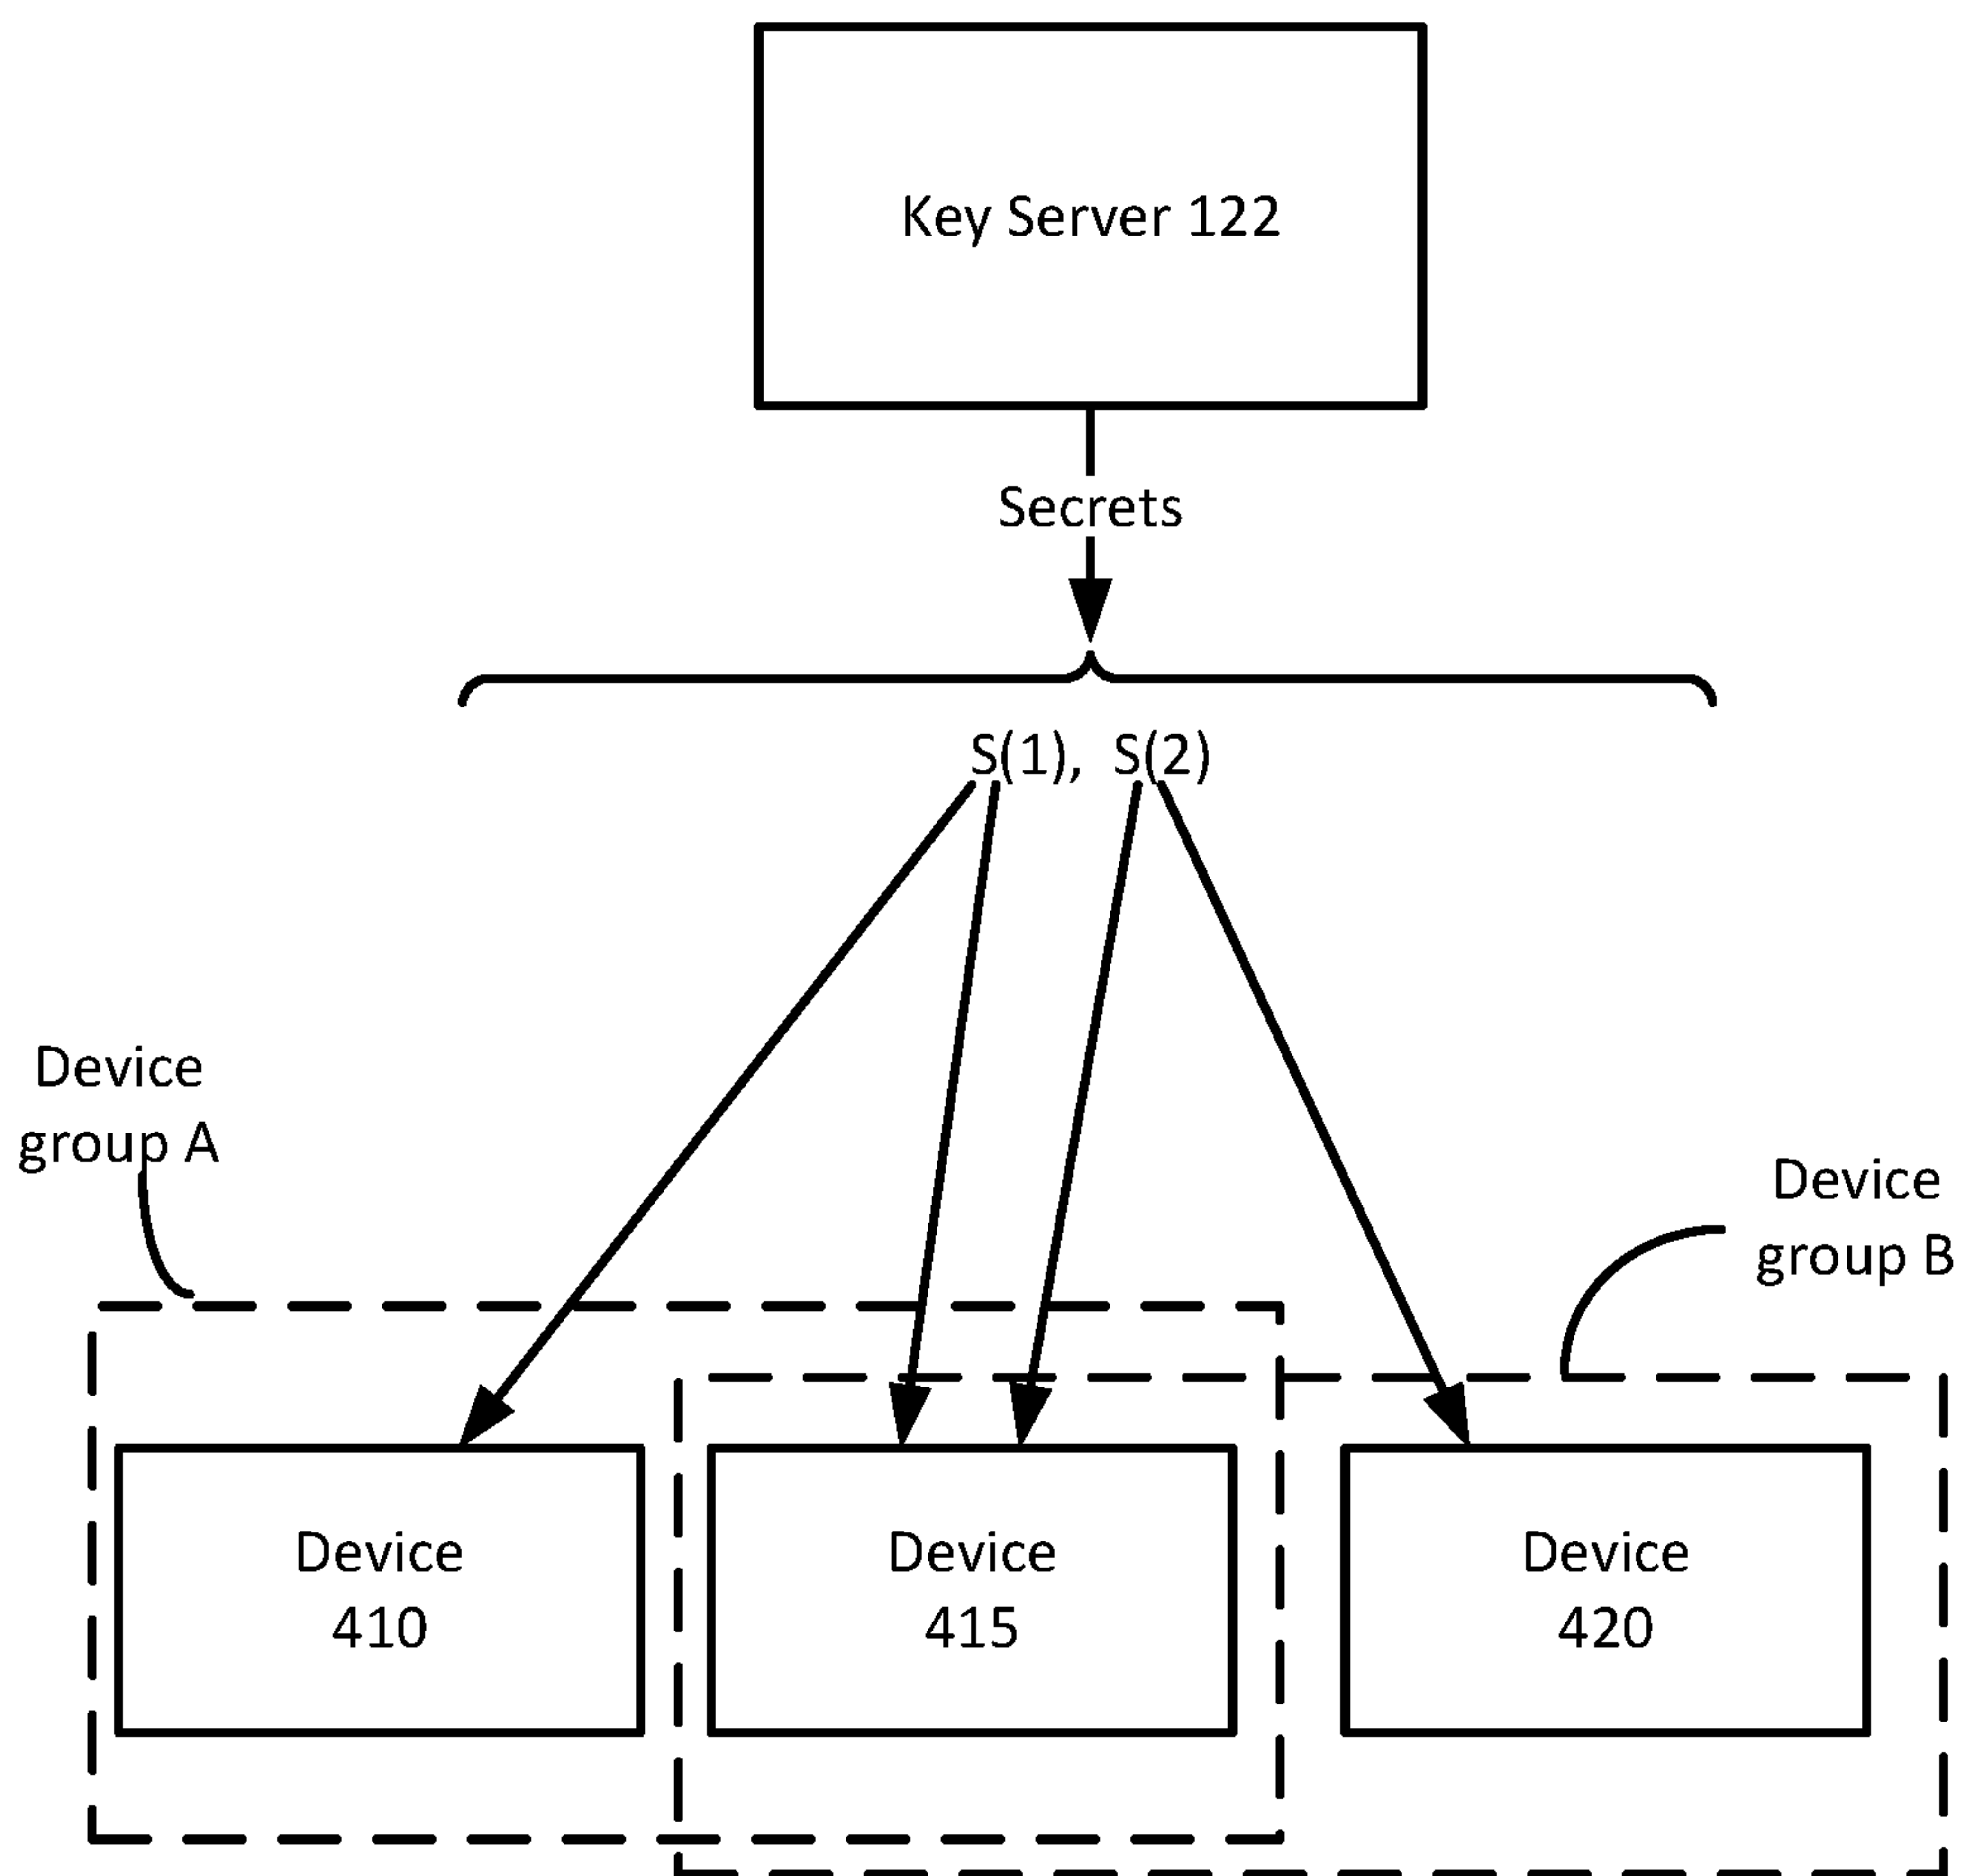 Key Server 122
Secrets
S(1), S(2)
Device
group A
Device
group B
Device
410
Device
415
Device
420